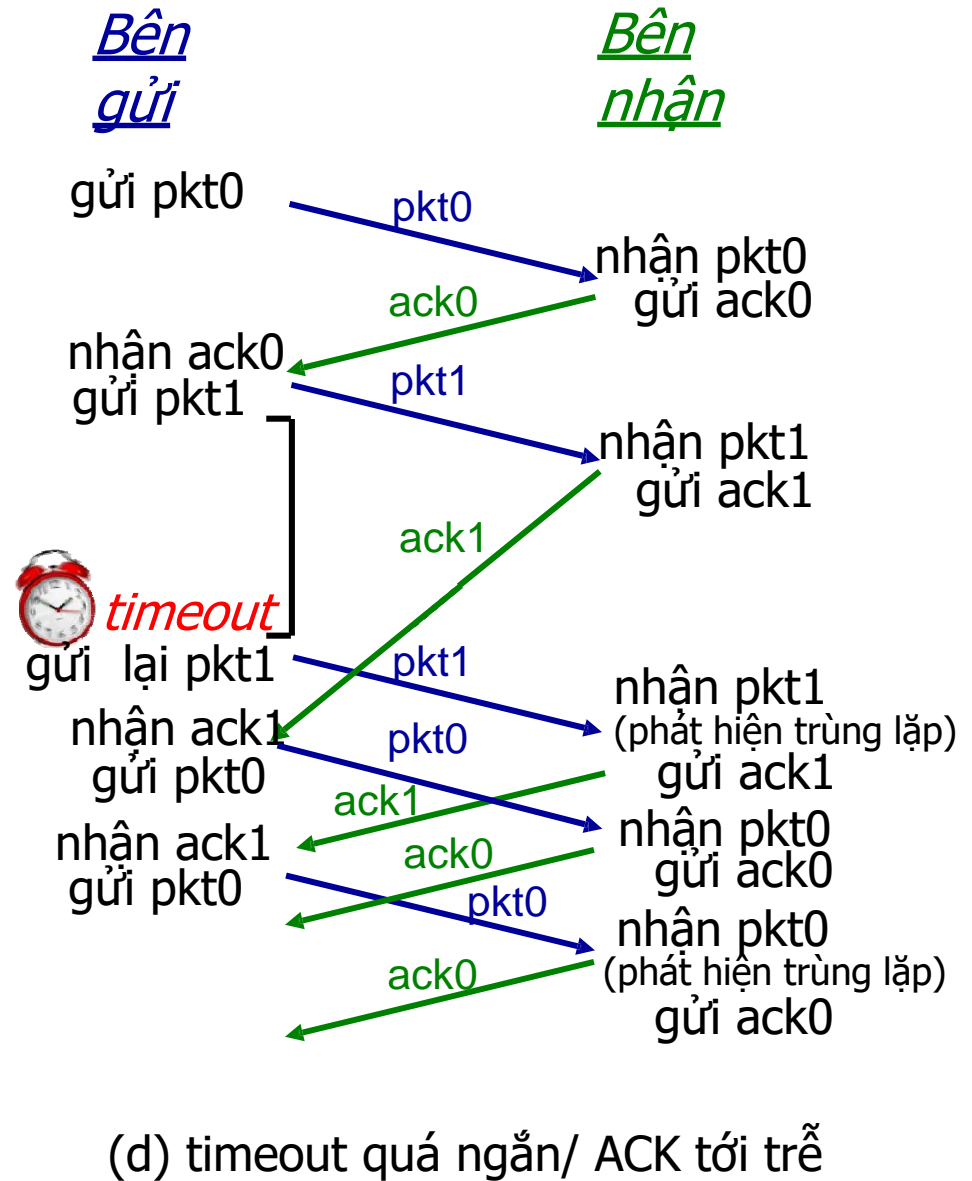 Bên
gửi
Bên
nhận
gửi pkt0
pkt0
nhận pkt0
gửi ack0
ack0
nhận ack0
gửi pkt1
pkt1
nhận pkt1
gửi ack1
ack1
timeout
gửi lại pkt1
pkt1
nhận pkt1
(phát hiện trùng lặp)
gửi ack1
nhận ack1
gửi pkt0
pkt0
ack1
nhận pkt0
gửi ack0
nhận ack1
gửi pkt0
ack0
pkt0
nhận pkt0
(phát hiện trùng lặp)
gửi ack0
ack0
(d) timeout quá ngắn/ ACK tới trễ